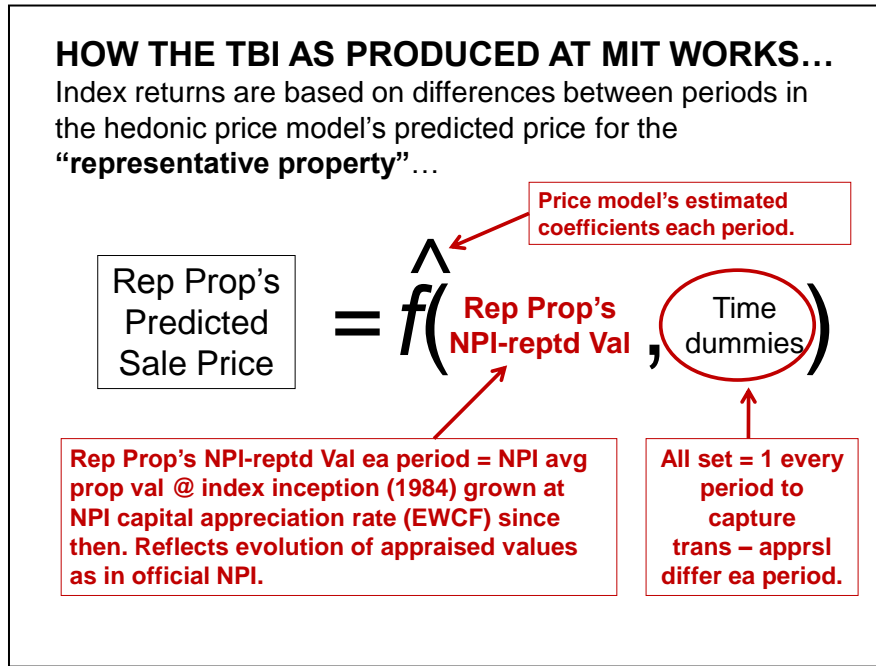 HOW THE TBI AS PRODUCED AT MIT WORKS…
Index returns are based on differences between periods in
the hedonic price model's predicted price for the
“representative property”…
Price model's estimated
coefficients each period.
Rep Prop's
Predicted
Sale Price
= f̂( Rep Prop's
NPI-reptd Val , Time
dummies )
Rep Prop's NPI-reptd Val ea period = NPI avg
prop val @ index inception (1984) grown at
NPI capital appreciation rate (EWCF) since
then. Reflects evolution of appraised values
as in official NPI.
All set = 1 every
period to
capture
trans – apprsl
differ ea period.